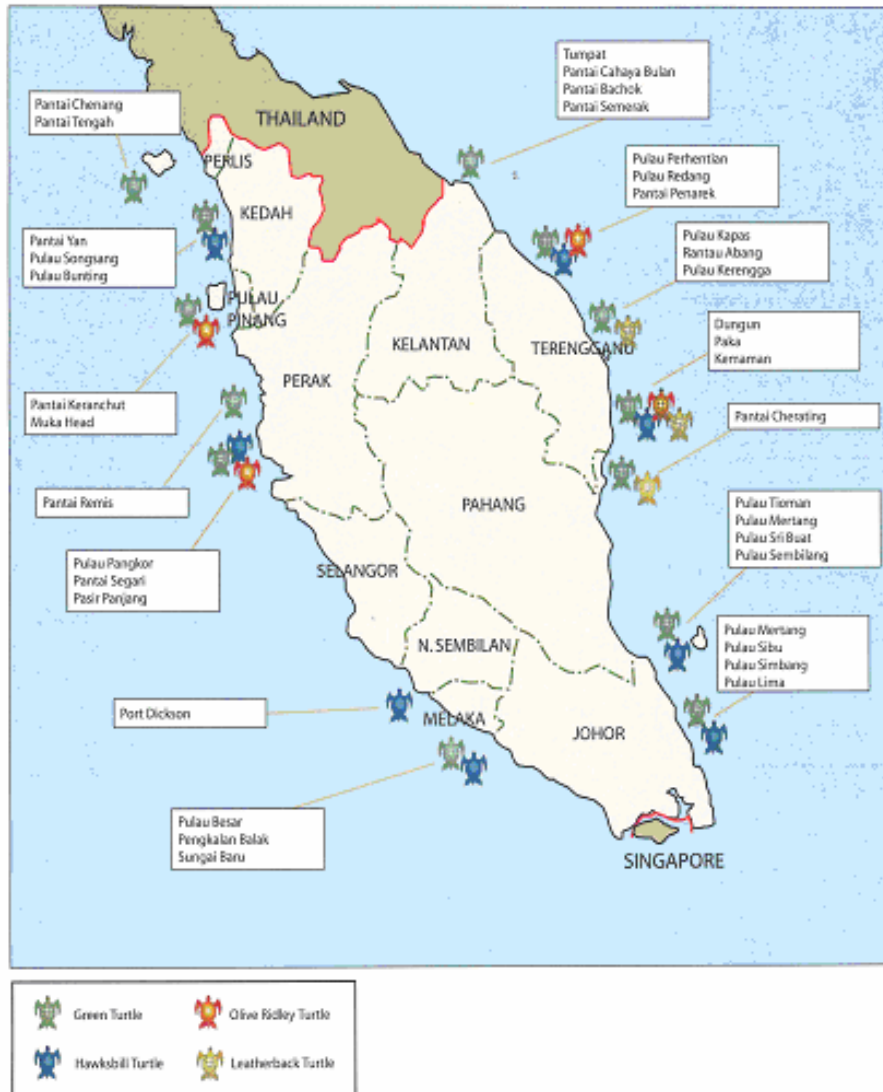 Tumpat
Pantai Cahaya Bulan
Pantai Bachok
Pantai Semerak
Pantai Chenang
Pantai Tengah
THAILAND
PERLIS
KEDAH
Pulau Perhentian
Pulau Redang
Pantai Penarek
Pantai Yan
Pulau Songsang
Pulau Bunting
Pulau Kapas
Rantau Abang
Pulau Kerengga
PULAU
PINANG
KELANTAN
TERENGGANU
Dungun
Paka
Kemaman
PERAK
Pantai Keranchut
Muka Head
Pantai Cherating
Pantai Remis
PAHANG
Pulau Tioman
Pulau Mertang
Pulau Sri Buat
Pulau Sembilang
Pulau Pangkor
Pantai Segari
Pasir Panjang
SELANGOR
N. SEMBILAN
Pulau Mertang
Pulau Sibu
Pulau Simbang
Pulau Lima
Port Dickson
MELAKA
JOHOR
Pulau Besar
Pengkalan Balak
Sungai Baru
SINGAPORE
Green Turtle
Olive Ridley Turtle
Hawksbill Turtle
Leatherback Turtle